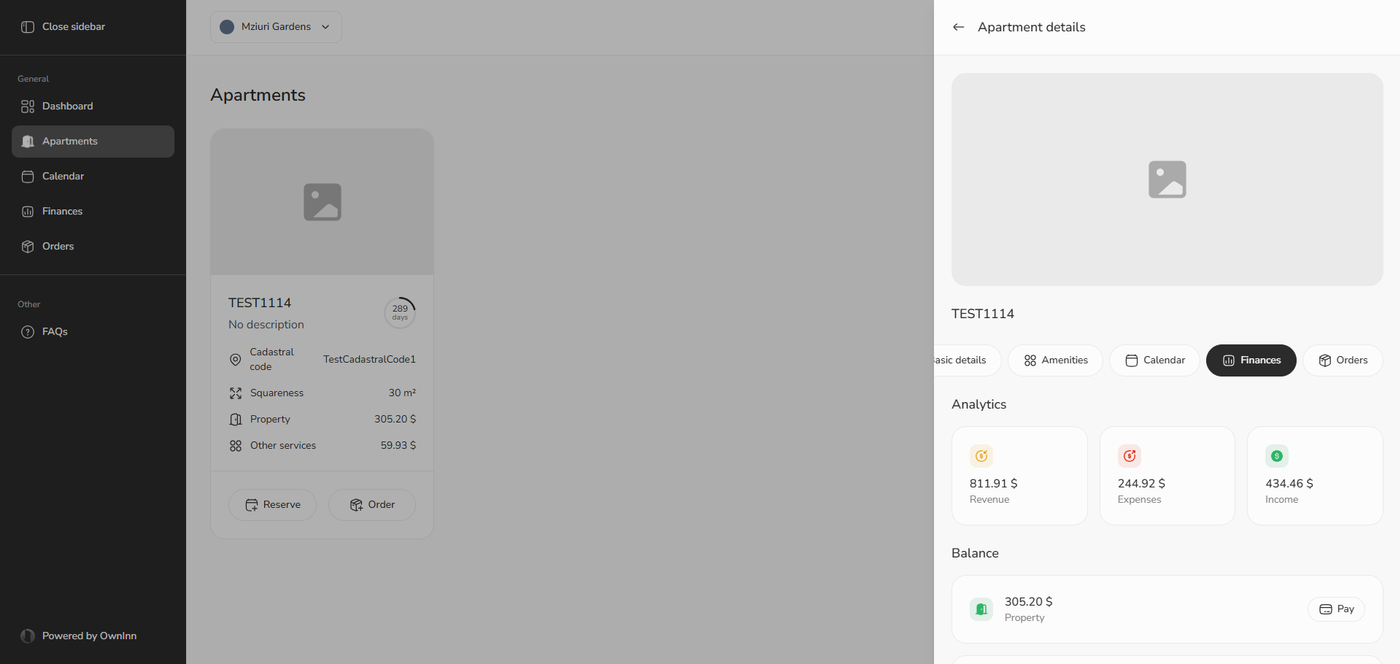 Close sidebar
General
Dashboard
Apartments
Calendar
Finances
Orders
Other
FAQs
Powered by OwnInn
Mziuri Gardens
Apartments
TEST1114
No description
289
days
Cadastral
code
TestCadastralCode1
Squareness 30 m²
Property 305.20 $
Other services 59.93 $
Reserve Order
Apartment details
TEST1114
asic details Amenities Calendar Finances Orders
Analytics
811.91 $
Revenue
244.92 $
Expenses
434.46 $
Income
Balance
305.20 $
Property
Pay